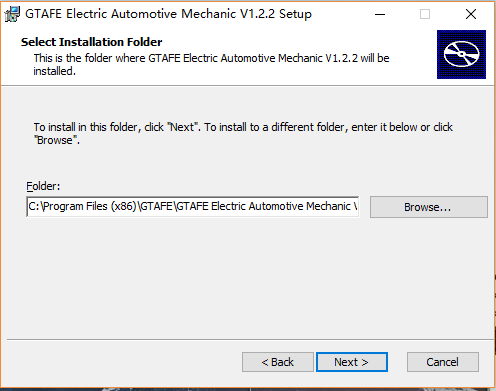 GTAFE Electric Automotive Mechanic V1.2.2 Setup
Select Installation Folder
This is the folder where GTAFE Electric Automotive Mechanic V1.2.2 will be
installed.
To install in this folder, click "Next". To install to a different folder, enter it below or click
"Browse".
Folder:
C:\Program Files (x86)\GTAFE\GTAFE Electric Automotive Mechanic
Browse...
< Back
Next >
Cancel